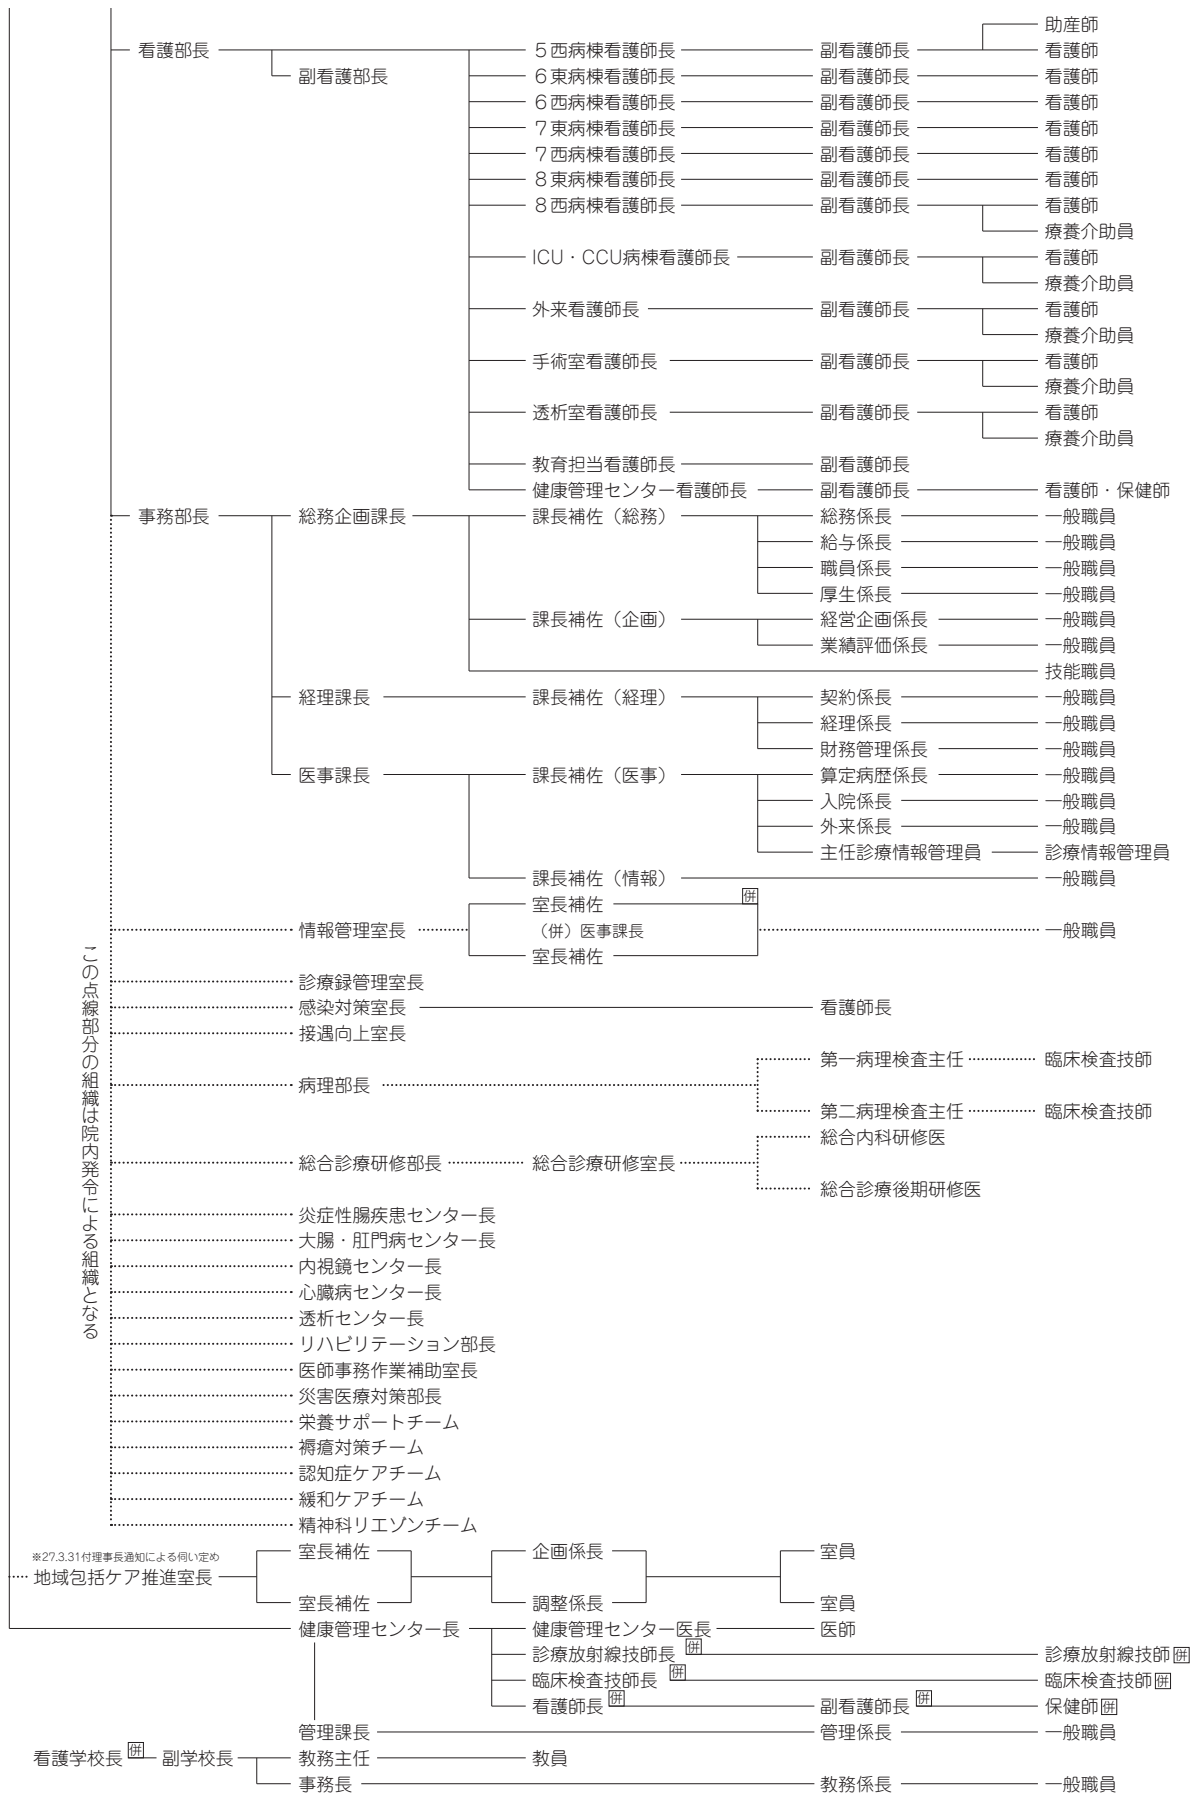 助産師
看護部長 5西病棟看護師長 副看護師長 看護師
副看護部長 6東病棟看護師長 副看護師長 看護師
6西病棟看護師長 副看護師長 看護師
7東病棟看護師長 副看護師長 看護師
7西病棟看護師長 副看護師長 看護師
8東病棟看護師長 副看護師長 看護師
8西病棟看護師長 副看護師長 看護師
療養介助員
ICU・CCU病棟看護師長 副看護師長 看護師
療養介助員
外来看護師長 副看護師長 看護師
療養介助員
手術室看護師長 副看護師長 看護師
療養介助員
透析室看護師長 副看護師長 看護師
療養介助員
教育担当看護師長 副看護師長
健康管理センター看護師長 副看護師長 看護師・保健師
事務部長 総務企画課長 課長補佐（総務） 総務係長 一般職員
給与係長 一般職員
職員係長 一般職員
厚生係長 一般職員
課長補佐（企画） 経営企画係長 一般職員
業績評価係長 一般職員
技能職員
経理課長 課長補佐（経理） 契約係長 一般職員
経理係長 一般職員
財務管理係長 一般職員
医事課長 課長補佐（医事） 算定病歴係長 一般職員
入院係長 一般職員
外来係長 一般職員
主任診療情報管理員 診療情報管理員
課長補佐（情報） 一般職員
室長補佐 併
情報管理室長 （併）医事課長 一般職員
室長補佐
この点線部分の組織は院内発令による組織となる
診療録管理室長
感染対策室長 看護師長
接遇向上室長
第一病理検査主任 臨床検査技師
病理部長
第二病理検査主任 臨床検査技師
総合内科研修医
総合診療研修部長 総合診療研修室長
総合診療後期研修医
炎症性腸疾患センター長
大腸・肛門病センター長
内視鏡センター長
心臓病センター長
透析センター長
リハビリテーション部長
医師事務作業補助室長
災害医療対策部長
栄養サポートチーム
褥瘡対策チーム
認知症ケアチーム
緩和ケアチーム
精神科リエゾンチーム
※27.3.31付理事長通知による伺い定め
室長補佐 企画係長 室員
地域包括ケア推進室長
室長補佐 調整係長 室員
健康管理センター長 健康管理センター医長 医師
診療放射線技師長 併 診療放射線技師 併
臨床検査技師長 併 臨床検査技師 併
看護師長 併 副看護師長 併 保健師 併
管理課長 管理係長 一般職員
看護学校長 併 副学校長 教務主任 教員
事務長 教務係長 一般職員